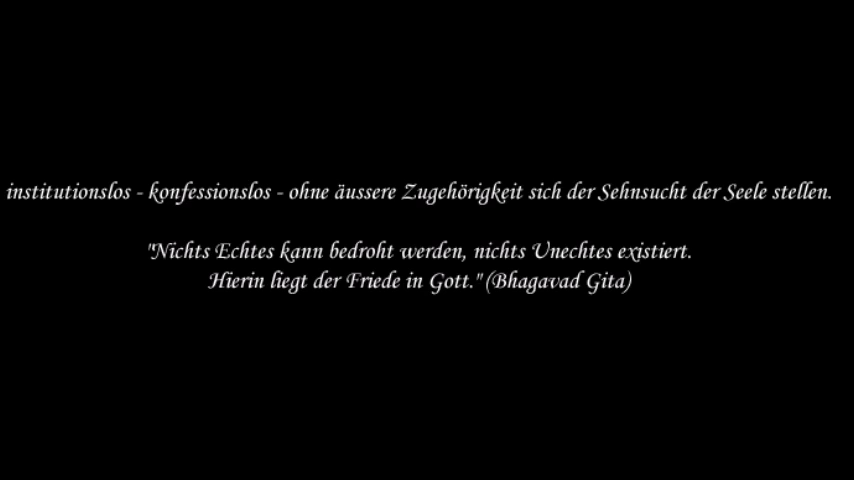 institutionslos - konfessionslos - ohne äussere Zugehörigkeit sich der Sehnsucht der Seele stellen.
"Nichts Echtes kann bedroht werden, nichts Unechtes existiert.
Hierin liegt der Friede in Gott." (Bhagavad Gita)